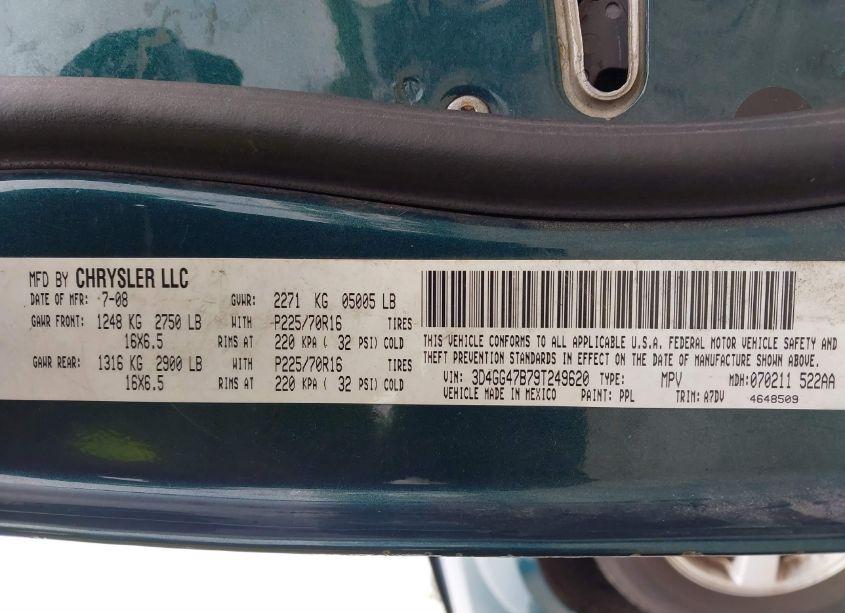 MFD BY CHRYSLER LLC
DATE OF MFR: 7-08 GVWR: 2271 KG 05005 LB
GAWR FRONT: 1248 KG 2750 LB WITH P225/70R16 TIRES
16X6.5 RIMS AT 220 KPA ( 32 PSI) COLD
GAWR REAR: 1316 KG 2900 LB WITH P225/70R16 TIRES
16X6.5 RIMS AT 220 KPA ( 32 PSI) COLD
THIS VEHICLE CONFORMS TO ALL APPLICABLE U.S.A. FEDERAL MOTOR VEHICLE SAFETY AND
THEFT PREVENTION STANDARDS IN EFFECT ON THE DATE OF MANUFACTURE SHOWN ABOVE.
VIN: 3D4GG47B79T249620 TYPE: MPV MDH: 070211 522AA
VEHICLE MADE IN MEXICO PAINT: PPL TRIM: A7DV 4648509